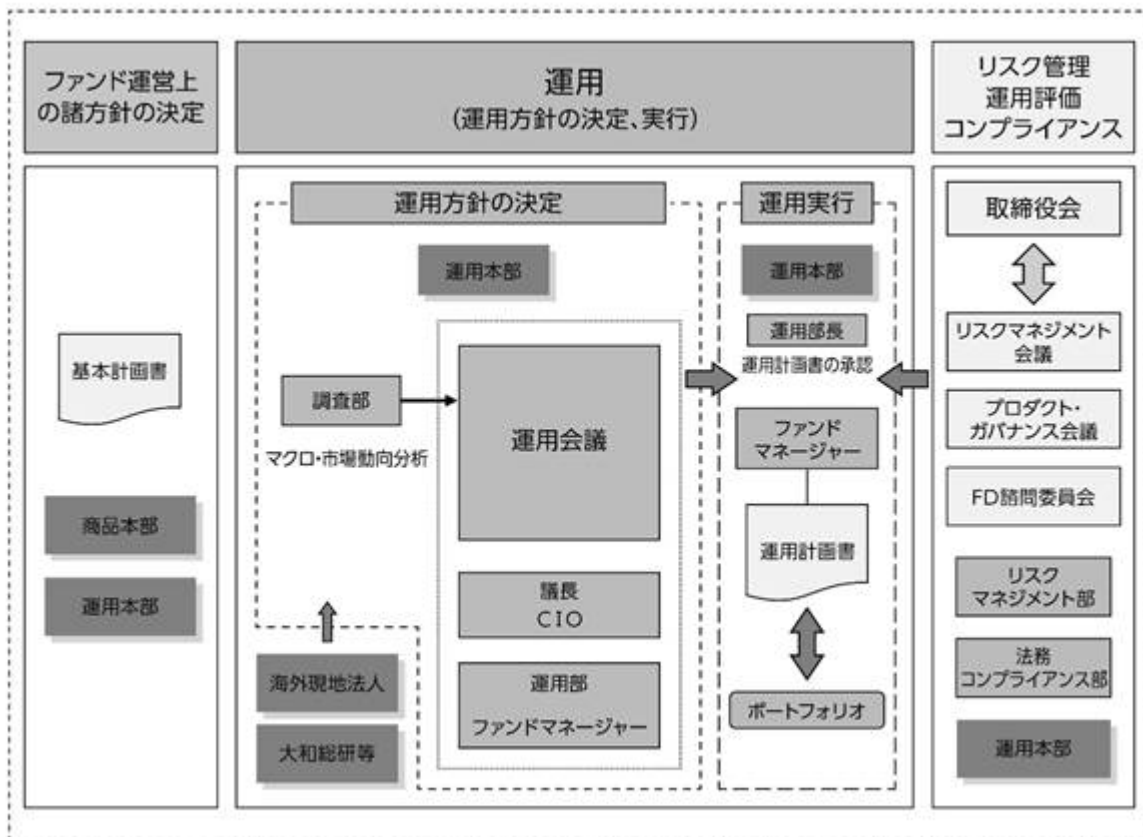 ファンド運営上
の諸方針の決定
運用
(運用方針の決定、実行)
リスク管理
運用評価
コンプライアンス
基本計画書
商品本部
運用本部
運用方針の決定
運用本部
調査部
マクロ・市場動向分析
運用会議
議長
CIO
運用部
ファンドマネージャー
海外現地法人
大和総研等
運用実行
運用本部
運用部長
運用計画書の承認
ファンド
マネージャー
運用計画書
ポートフォリオ
取締役会
リスクマネジメント
会議
プロダクト・
ガバナンス会議
FD諮問委員会
リスク
マネジメント部
法務
コンプライアンス部
運用本部